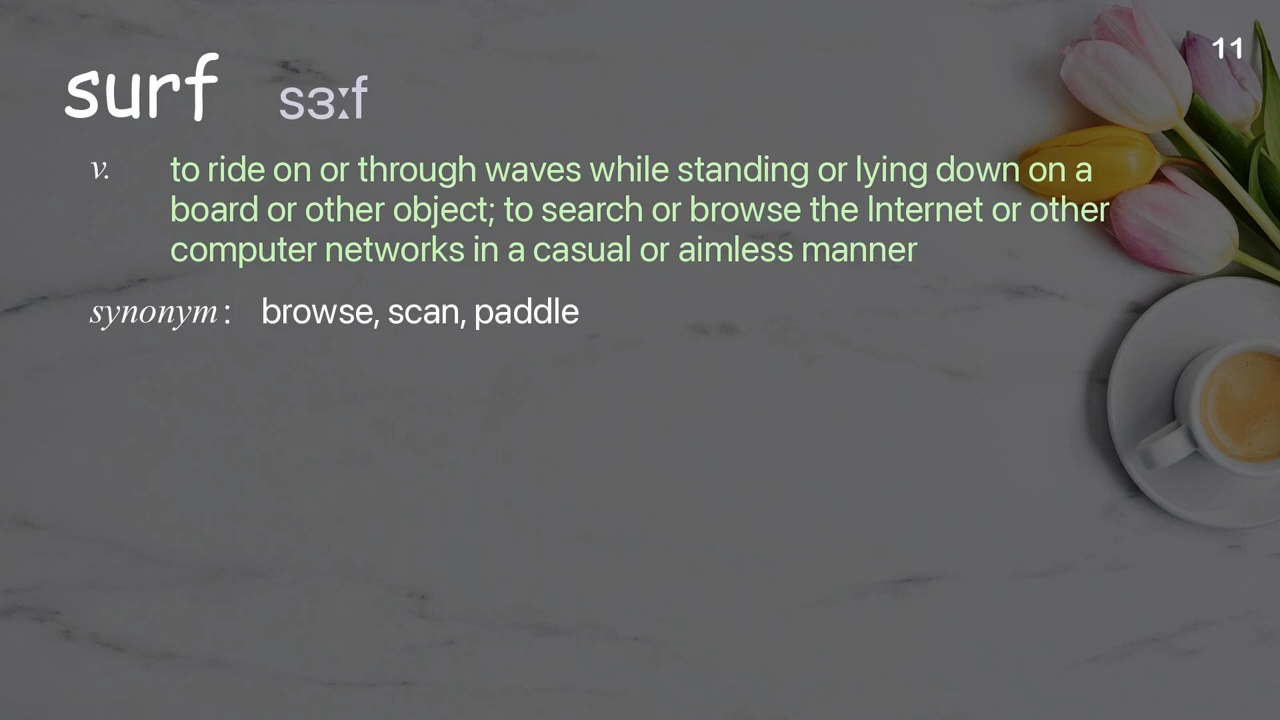 11
surf sɜːf
v. to ride on or through waves while standing or lying down on a
board or other object; to search or browse the Internet or other
computer networks in a casual or aimless manner
synonym: browse, scan, paddle